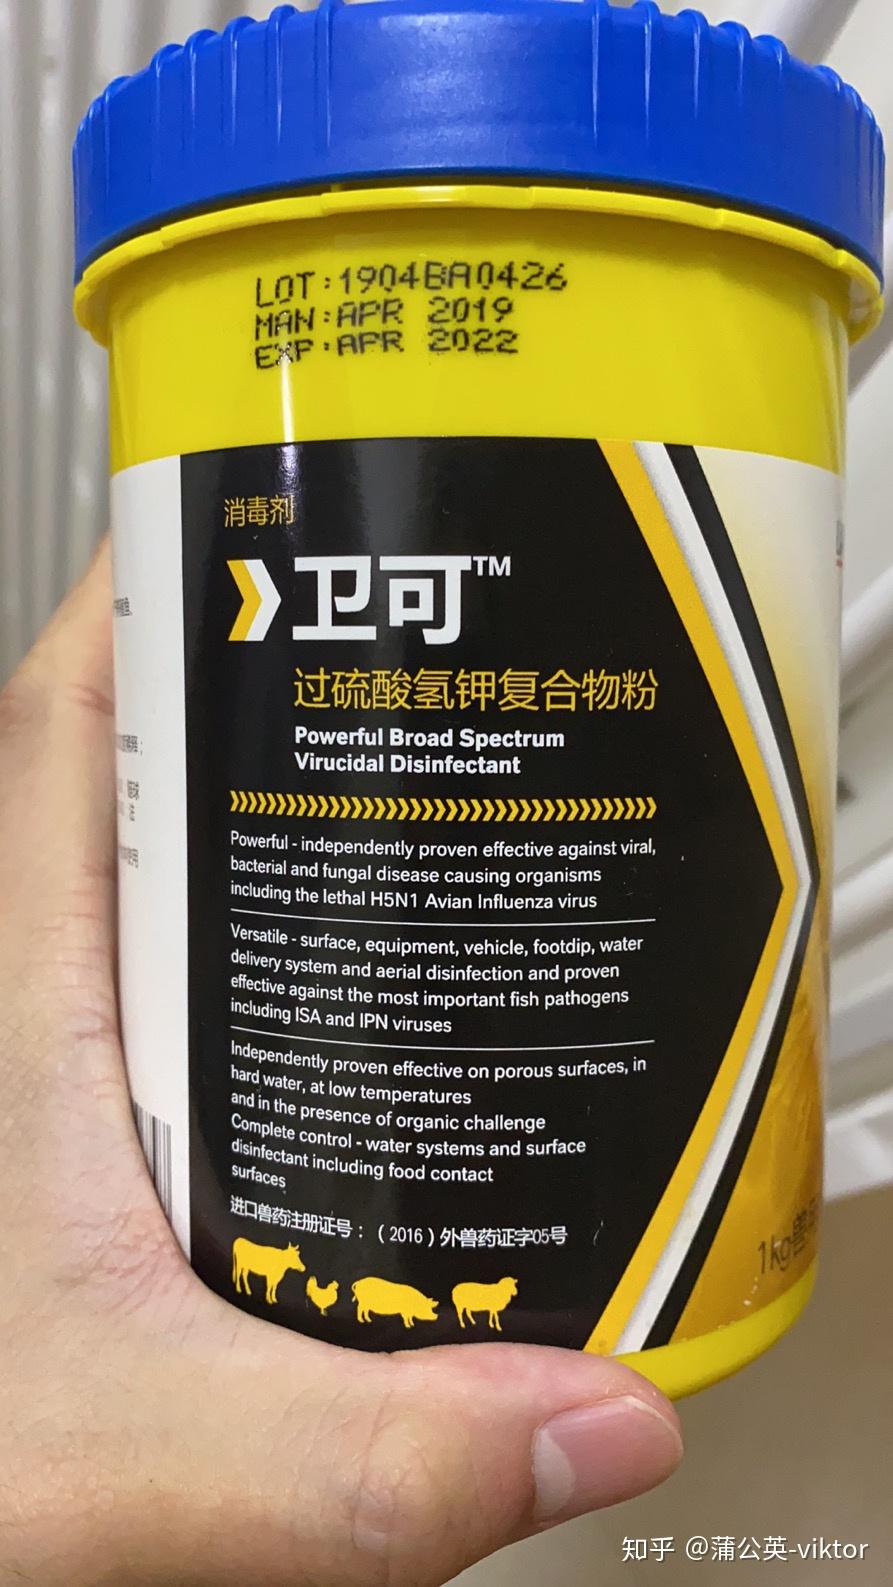 LOT:1904BA0426
MAN:APR 2019
EXP:APR 2022
消毒剂
卫可™
过硫酸氢钾复合物粉
Powerful Broad Spectrum
Virucidal Disinfectant
Powerful - independently proven effective against viral,
bacterial and fungal disease causing organisms
including the lethal H5N1 Avian Influenza virus
Versatile - surface, equipment, vehicle, footdip, water
delivery system and aerial disinfection and proven
effective against the most important fish pathogens
including ISA and IPN viruses
Independently proven effective on porous surfaces, in
hard water, at low temperatures
and in the presence of organic challenge
Complete control - water systems and surface
disinfectant including food contact
surfaces
进口兽药注册证号：（2016）外兽药证字05号
1kg
知乎 @蒲公英-viktor